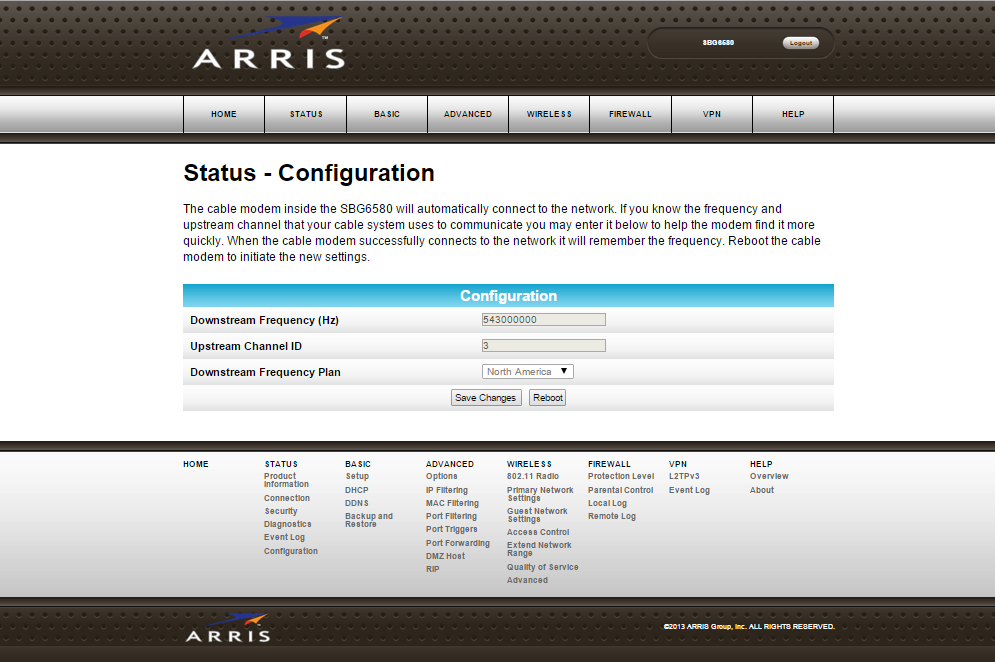 ARRIS
™
SBG6580
Logout
HOME
STATUS
BASIC
ADVANCED
WIRELESS
FIREWALL
VPN
HELP
Status - Configuration
The cable modem inside the SBG6580 will automatically connect to the network. If you know the frequency and
upstream channel that your cable system uses to communicate you may enter it below to help the modem find it more
quickly. When the cable modem successfully connects to the network it will remember the frequency. Reboot the cable
modem to initiate the new settings.
Configuration
Downstream Frequency (Hz)
543000000
Upstream Channel ID
3
Downstream Frequency Plan
North America
Save Changes
Reboot
HOME
STATUS
Product
Information
Connection
Security
Diagnostics
Event Log
Configuration
BASIC
Setup
DHCP
DDNS
Backup and
Restore
ADVANCED
Options
IP Filtering
MAC Filtering
Port Filtering
Port Triggers
Port Forwarding
DMZ Host
RIP
WIRELESS
802.11 Radio
Primary Network
Settings
Guest Network
Settings
Access Control
Extend Network
Range
Quality of Service
Advanced
FIREWALL
Protection Level
Parental Control
Local Log
Remote Log
VPN
L2TPv3
Event Log
HELP
Overview
About
ARRIS
©2013 ARRIS Group, Inc. ALL RIGHTS RESERVED.